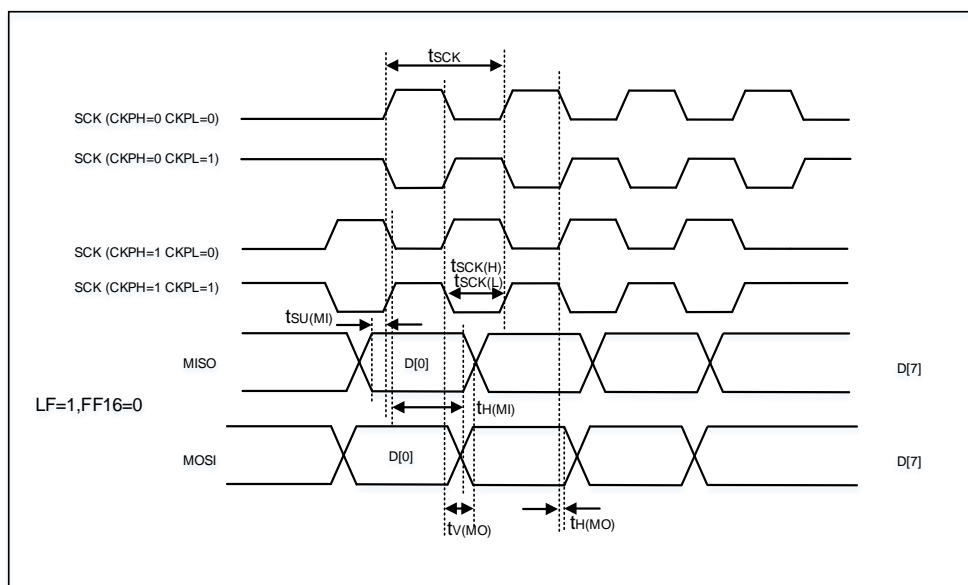 tSCK
SCK (CKPH=0 CKPL=0)
SCK (CKPH=0 CKPL=1)
SCK (CKPH=1 CKPL=0)
tSCK(H)
tSCK(L)
SCK (CKPH=1 CKPL=1)
tSU(MI)
MISO
D[0]
D[7]
LF=1,FF16=0
tH(MI)
MOSI
D[0]
D[7]
tV(MO)
tH(MO)